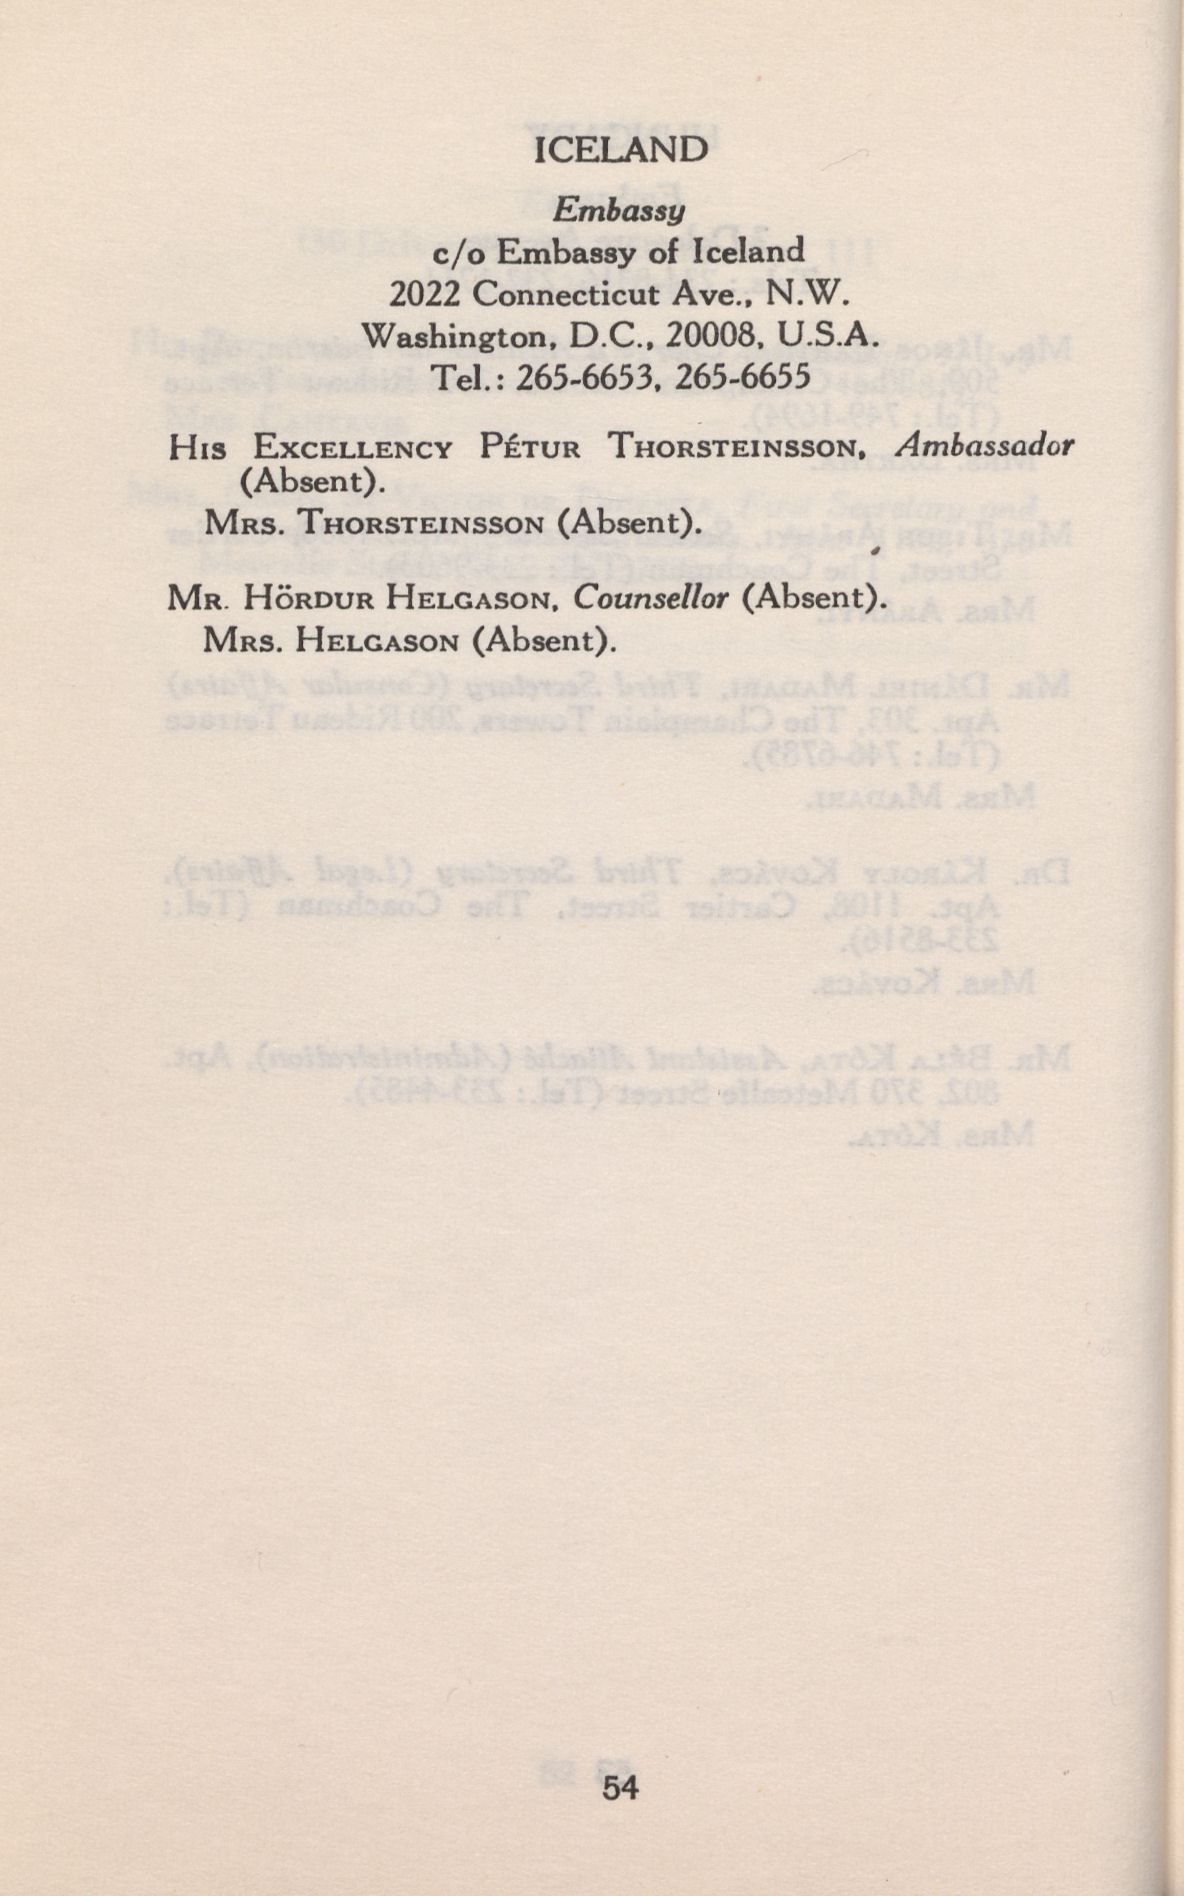 ICELAND
Embassy
c/o Embassy of Iceland
2022 Connecticut Ave., N.W.
Washington, D.C., 20008, U.S.A.
Tel.: 265-6653, 265-6655
His Excellency Pétur Thorsteinsson, Ambassador
(Absent).
Mrs. Thorsteinsson (Absent).
Mr. Hördur Helgason, Counsellor (Absent).
Mrs. Helgason (Absent).
54